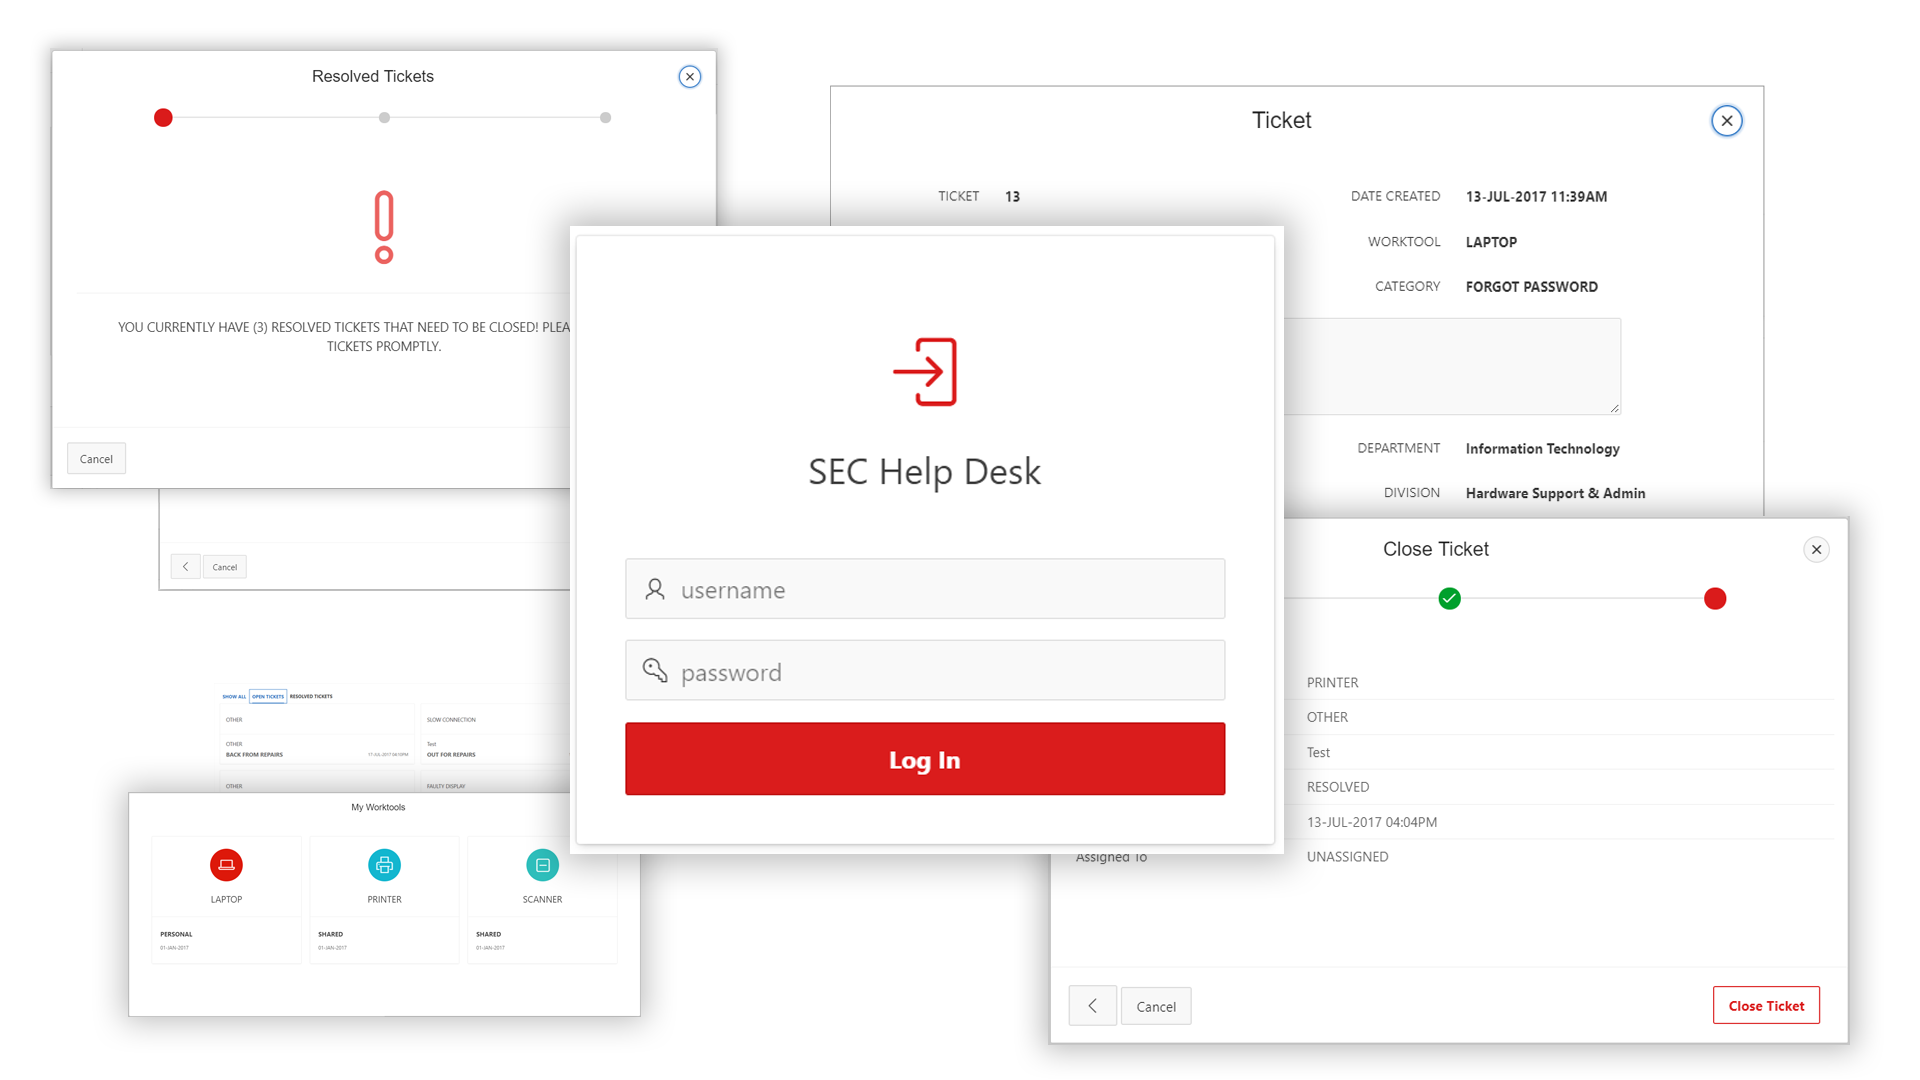 Resolved Tickets
YOU CURRENTLY HAVE (3) RESOLVED TICKETS THAT NEED TO BE CLOSED! PLEA
TICKETS PROMPTLY.
Cancel
Cancel
Ticket
TICKET 13
DATE CREATED 13-JUL-2017 11:39AM
WORKTOOL LAPTOP
CATEGORY FORGOT PASSWORD
DEPARTMENT Information Technology
DIVISION Hardware Support & Admin
SEC Help Desk
username
password
Log In
SHOW ALL OPEN TICKETS RESOLVED TICKETS
OTHER
OTHER
BACK FROM REPAIRS 17-JUL-2017 04:10PM
OTHER
SLOW CONNECTION
Test
OUT FOR REPAIRS
FAULTY DISPLAY
My Worktools
LAPTOP
PERSONAL
01-JAN-2017
PRINTER
SHARED
01-JAN-2017
SCANNER
SHARED
01-JAN-2017
Close Ticket
PRINTER
OTHER
Test
RESOLVED
13-JUL-2017 04:04PM
Assigned To UNASSIGNED
Cancel
Close Ticket